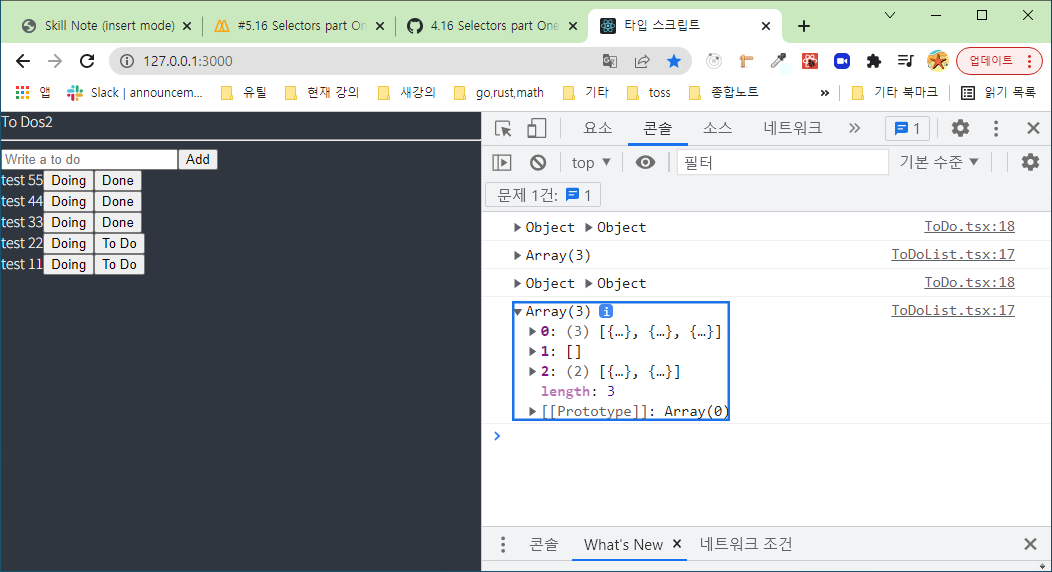 Skill Note (insert mode)
#5.16 Selectors part On
4.16 Selectors part One
타입 스크립트
127.0.0.1:3000
업데이트
앱
Slack | announcem...
유틸
현재 강의
새강의
go,rust,math
기타
toss
종합노트
»
기타 북마크
읽기 목록
To Dos2
Write a to do
Add
test 55 Doing Done
test 44 Doing Done
test 33 Doing Done
test 22 Doing To Do
test 11 Doing To Do
요소
콘솔
소스
네트워크
»
1
top
필터
기본 수준
문제 1건: 1
Object Object ToDo.tsx:18
Array(3) ToDoList.tsx:17
Object Object ToDo.tsx:18
Array(3) i ToDoList.tsx:17
0: (3) [{…}, {…}, {…}]
1: []
2: (2) [{…}, {…}]
length: 3
[[Prototype]]: Array(0)
콘솔
What's New
네트워크 조건